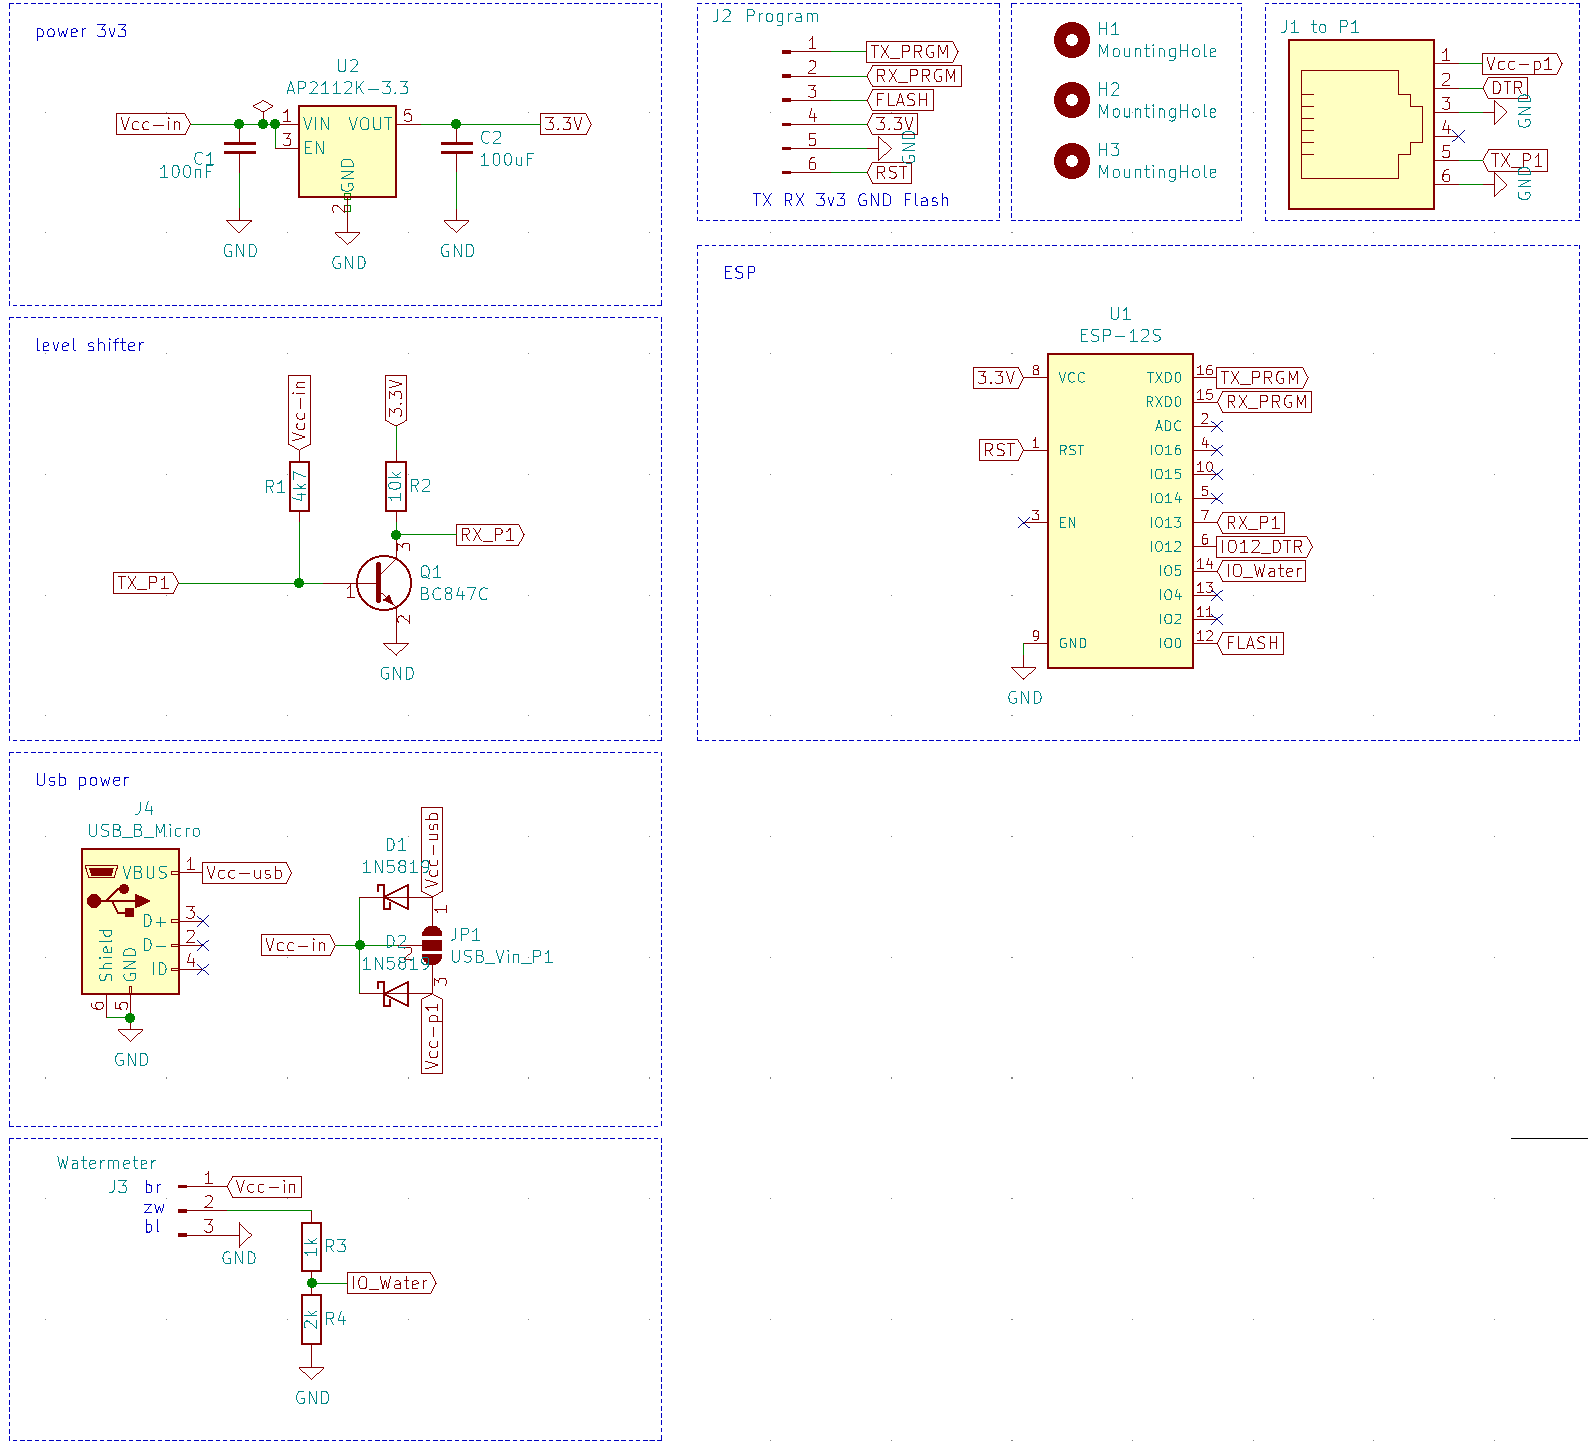 power 3v3
U2
AP2112K-3.3
Vcc-in
1
VIN
VOUT
5
3.3V
3
EN
GND
2
C1
100nF
C2
100uF
GND
GND
GND
J2 Program
1
TX_PRGM
2
RX_PRGM
3
FLASH
4
3.3V
5
GND
6
RST
TX RX 3v3 GND Flash
H1
MountingHole
H2
MountingHole
H3
MountingHole
J1 to P1
1
Vcc-p1
2
DTR
3
GND
4
5
TX_P1
6
GND
level shifter
Vcc-in
3.3V
R1
4k7
10k
R2
RX_P1
3
TX_P1
1
Q1
BC847C
2
GND
ESP
U1
ESP-12S
3.3V
8
VCC
TXD0
16
TX_PRGM
RXD0
15
RX_PRGM
ADC
2
RST
1
RST
IO16
4
IO15
10
IO14
5
3
EN
IO13
7
RX_P1
IO12
6
IO12_DTR
IO5
14
IO_Water
IO4
13
IO2
11
9
GND
IO0
12
FLASH
GND
Usb power
J4
USB_B_Micro
VBUS
1
Vcc-usb
D+
3
D-
2
ID
4
Shield
GND
6
5
GND
D1
1N5819
Vcc-usb
1
Vcc-in
D2
1N5819
2
JP1
USB_Vin_P1
3
Vcc-p1
Watermeter
J3
br
1
Vcc-in
zw
2
bl
3
GND
1k
R3
IO_Water
2k
R4
GND